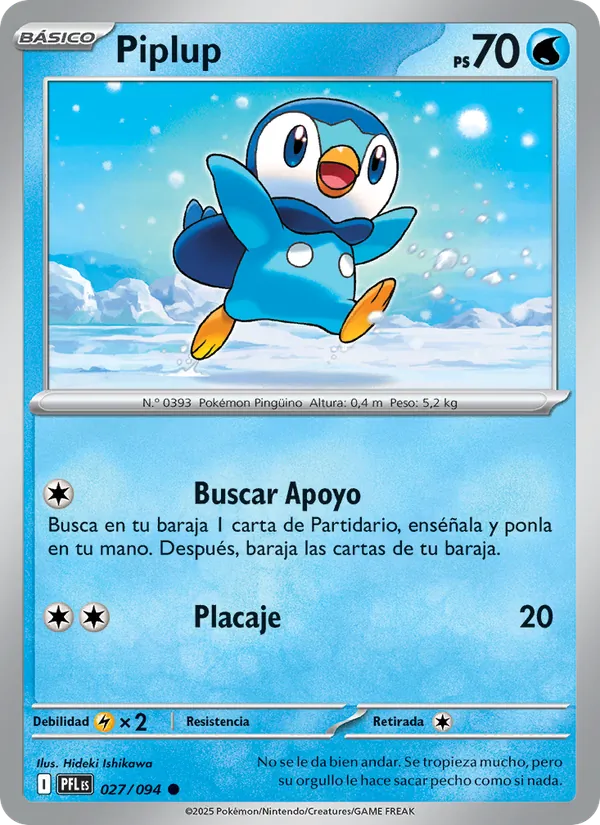 BÁSICO Piplup PS70
N.º 0393 Pokémon Pingüino Altura: 0,4 m Peso: 5,2 kg
Buscar Apoyo
Busca en tu baraja 1 carta de Partidario, enséñala y ponla
en tu mano. Después, baraja las cartas de tu baraja.
Placaje 20
Debilidad ×2 Resistencia Retirada
Ilus. Hideki Ishikawa
I PFL ES 027/094
No se le da bien andar. Se tropieza mucho, pero
su orgullo le hace sacar pecho como si nada.
©2025 Pokémon/Nintendo/Creatures/GAME FREAK